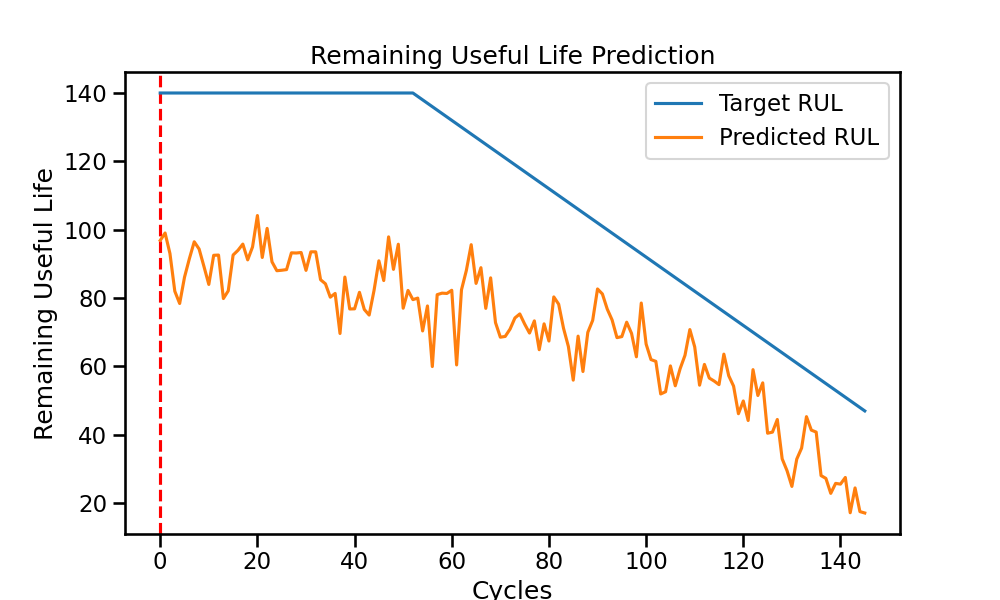 Remaining Useful Life Prediction
Target RUL
Predicted RUL
Remaining Useful Life
140
120
100
80
60
40
20
0 20 40 60 80 100 120 140
Cycles